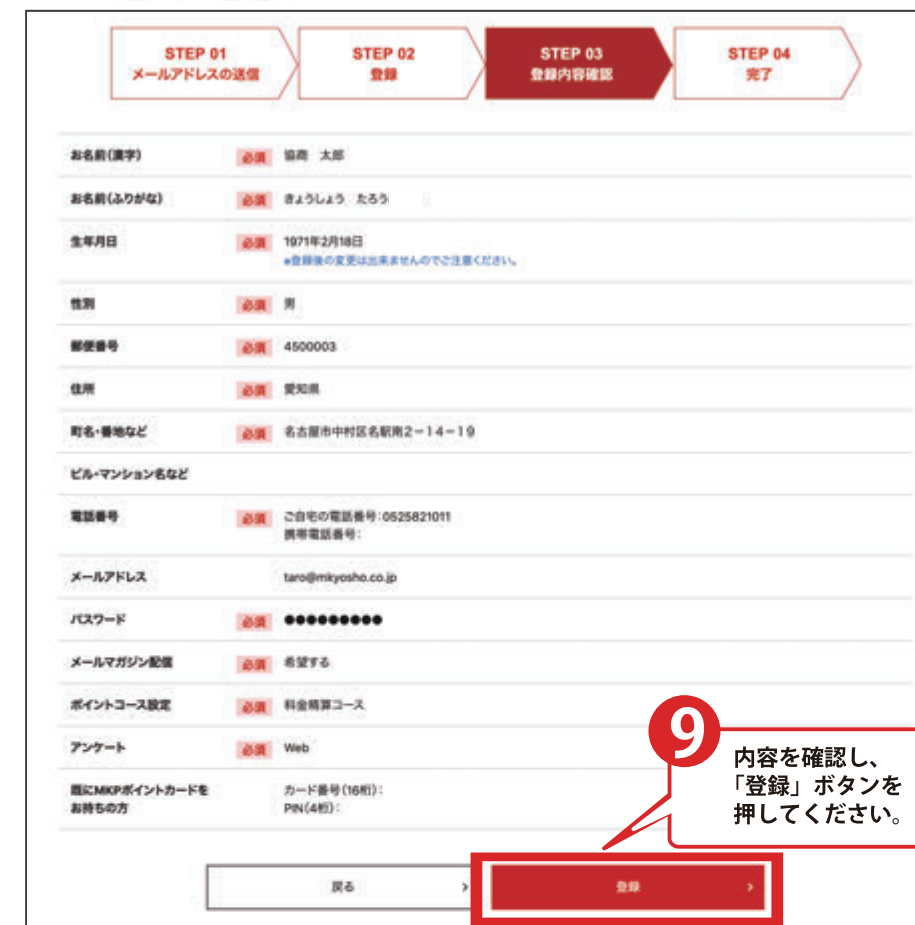 STEP 01
メールアドレスの送信
STEP 02
登録
STEP 03
登録内容確認
STEP 04
完了
お名前(漢字) 必須 協商 太郎
お名前(ふりがな) 必須 きょうしょう たろう
生年月日 必須 1971年2月18日
※登録後の変更は出来ませんのでご注意ください。
性別 必須 男
郵便番号 必須 4500003
住所 必須 愛知県
町名・番地など 必須 名古屋市中村区名駅南2-14-19
ビル・マンション名など
電話番号 必須 ご自宅の電話番号:0525821011
携帯電話番号:
メールアドレス taro@mkyosho.co.jp
パスワード 必須 ●●●●●●●●●
メールマガジン配信 必須 希望する
ポイントコース設定 必須 料金精算コース
アンケート 必須 Web
既にMKPポイントカードを
お持ちの方
カード番号(16桁):
PIN(4桁):
9
内容を確認し、
「登録」ボタンを
押してください。
戻る >
登録 >